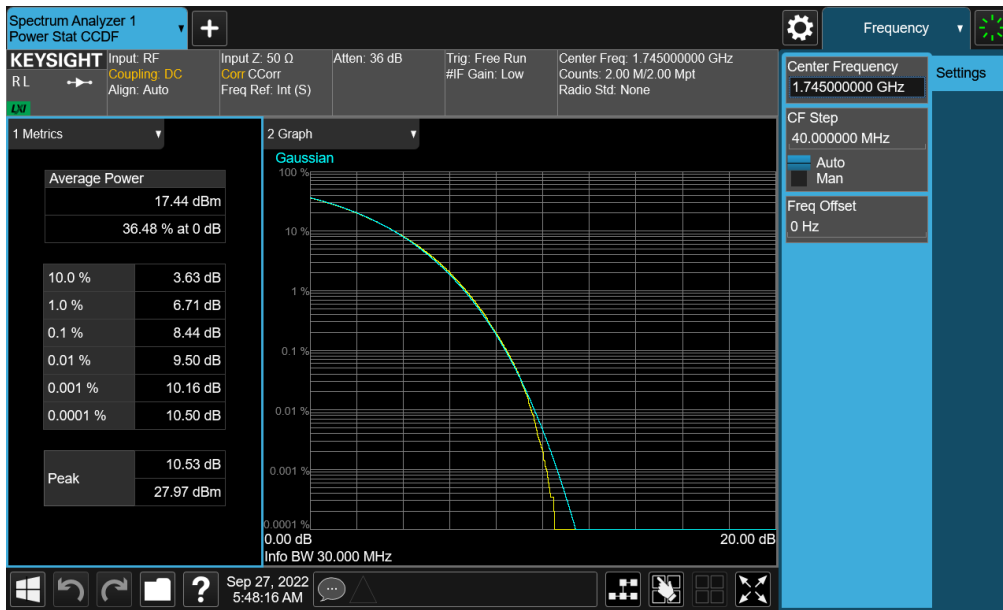 Spectrum Analyzer 1
Power Stat CCDF
Frequency
KEYSIGHT
RL
LXI
Input: RF
Coupling: DC
Align: Auto
Input Z: 50 Ω
Corr CCorr
Freq Ref: Int (S)
Atten: 36 dB
Trig: Free Run
#IF Gain: Low
Center Freq: 1.745000000 GHz
Counts: 2.00 M/2.00 Mpt
Radio Std: None
Center Frequency
1.745000000 GHz
Settings
CF Step
40.000000 MHz
Auto
Man
Freq Offset
0 Hz
1 Metrics
Average Power
17.44 dBm
36.48 % at 0 dB
10.0 % 3.63 dB
1.0 % 6.71 dB
0.1 % 8.44 dB
0.01 % 9.50 dB
0.001 % 10.16 dB
0.0001 % 10.50 dB
Peak
10.53 dB
27.97 dBm
2 Graph
Gaussian
100 %
10 %
1 %
0.1 %
0.01 %
0.001 %
0.0001 %
0.00 dB 20.00 dB
Info BW 30.000 MHz
?
Sep 27, 2022
5:48:16 AM